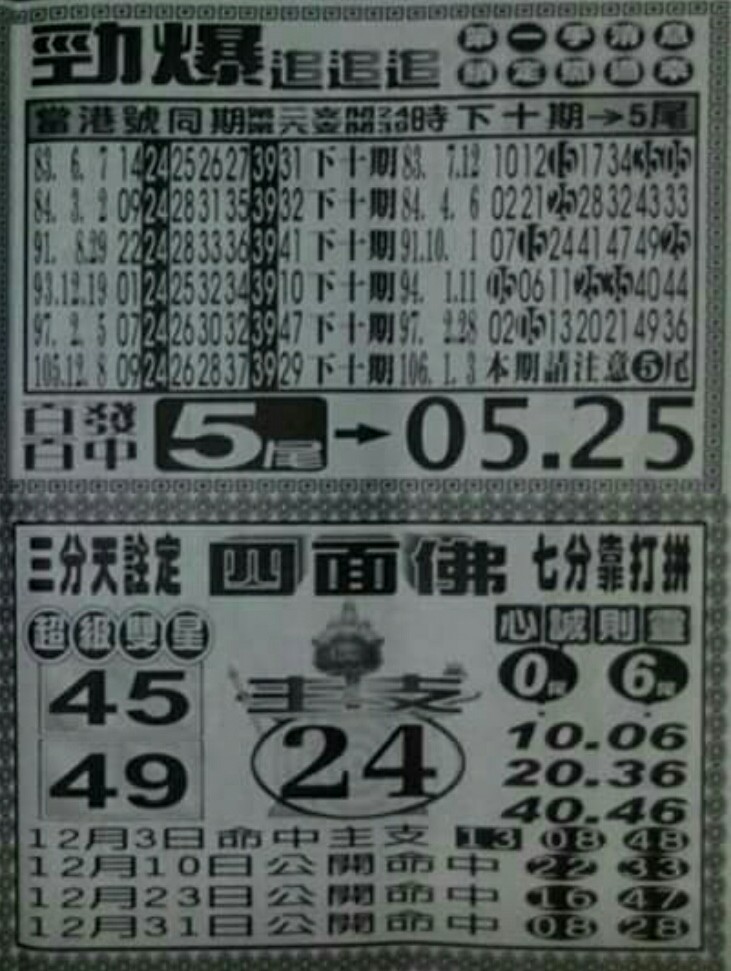 勁爆追追追 第一手消息
鎖定
當港號同期 時下十期→5尾
83. 6. 7 14 24 25 26 27 39 31 下十期 83. 7.12 10 12 15 17 34 35 05
84. 3. 2 09 24 28 31 35 39 32 下十期 84. 4. 6 02 21 25 28 32 43 33
91. 8.29 22 24 28 33 36 39 41 下十期 91.10. 1 07 15 24 41 47 49 25
93.12.19 01 24 25 32 34 39 10 下十期 94. 1.11 05 06 11 25 35 40 44
97. 2. 5 07 24 26 30 32 39 47 下十期 97. 2.28 02 05 13 20 21 49 36
105.12. 8 09 24 26 28 37 39 29 下十期 106. 1. 3 本期請注意5尾
百發
百中 5尾→05.25
三分天註定 四面佛 七分靠打拼
超級雙星 心誠則靈
45 主支 0尾 6尾
49 24 10.06
20.36
40.46
12月3日命中主支 13 08 48
12月10日公開命中 22 33
12月23日公開命中 16 47
12月31日公開命中 08 28